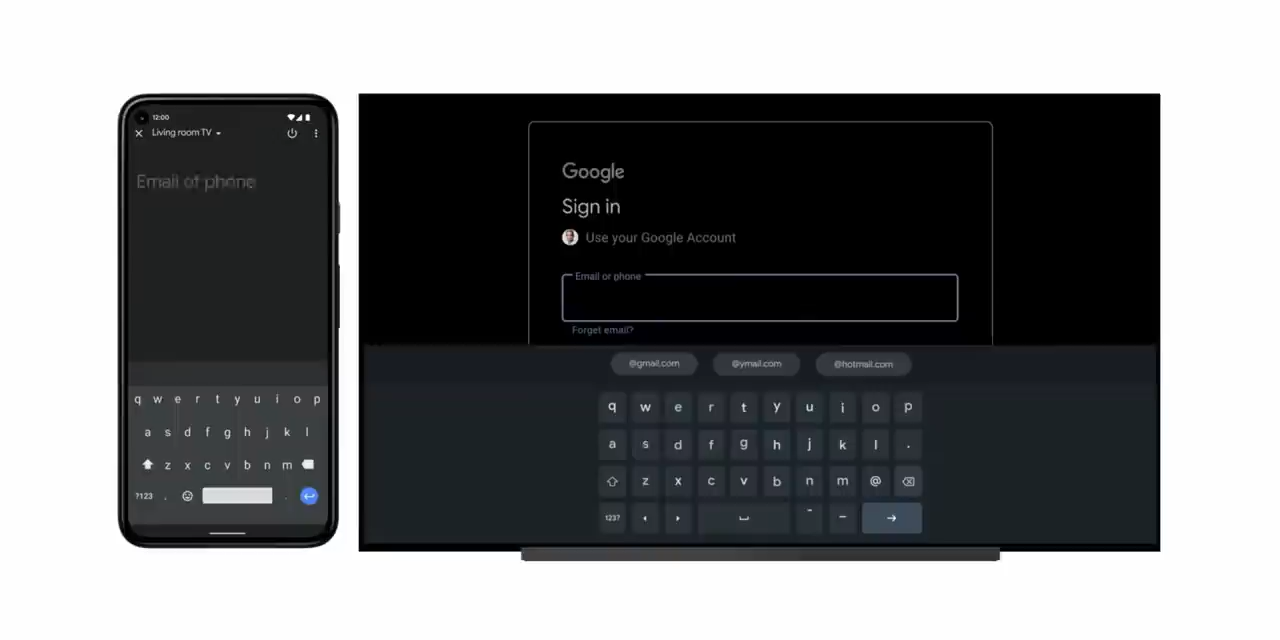 12:00
Living room TV
Email or phone
q w e r t y u i o p
a s d f g h j k l
z x c v b n m
?123 , .
Google
Sign in
Use your Google Account
Email or phone
Forget email?
@gmail.com @ymail.com @hotmail.com
q w e r t y u i o p
a s d f g h j k l .
z x c v b n m @
123? - –